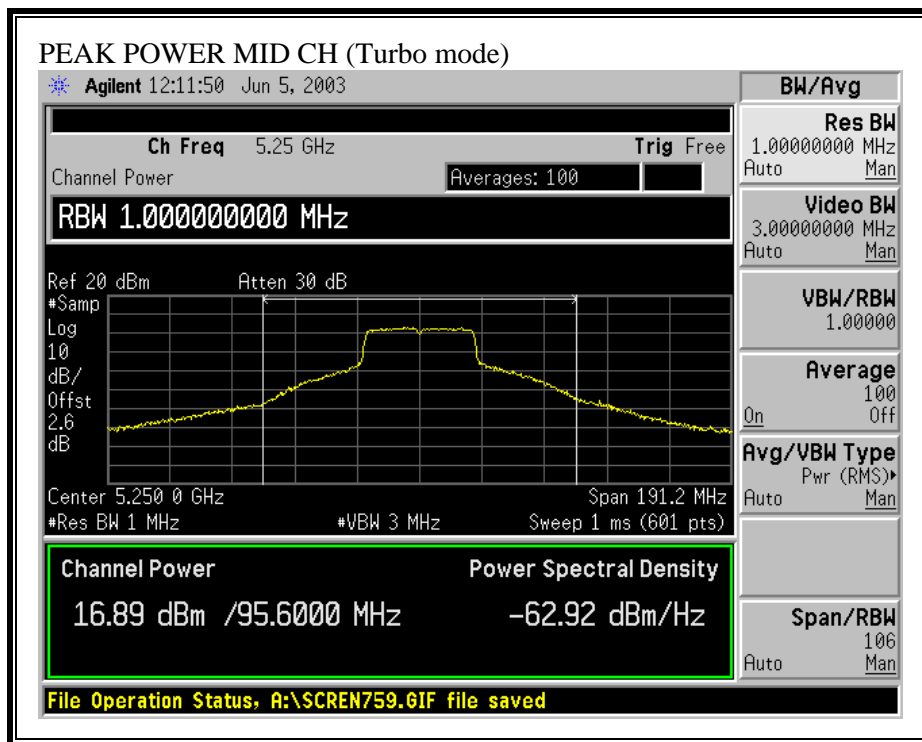 PEAK POWER MID CH (Turbo mode)
Agilent 12:11:50 Jun 5, 2003
BW/Avg
Ch Freq 5.25 GHz Trig Free
Channel Power Averages: 100
RBW 1.000000000 MHz
Ref 20 dBm Atten 30 dB
#Samp
Log
10
dB/
Offst
2.6
dB
Center 5.250 0 GHz Span 191.2 MHz
#Res BW 1 MHz #VBW 3 MHz Sweep 1 ms (601 pts)
Channel Power Power Spectral Density
16.89 dBm /95.6000 MHz -62.92 dBm/Hz
File Operation Status, A:\SCREN759.GIF file saved
Res BW
1.00000000 MHz
Auto Man
Video BW
3.00000000 MHz
Auto Man
VBW/RBW
1.00000
Average
100
On Off
Avg/VBW Type
Pwr (RMS)▸
Auto Man
Span/RBW
106
Auto Man